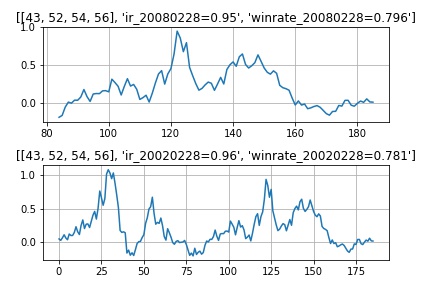 [[43, 52, 54, 56], 'ir_20080228=0.95', 'winrate_20080228=0.796']
1.0
0.5
0.0
80 100 120 140 160 180
[[43, 52, 54, 56], 'ir_20020228=0.96', 'winrate_20020228=0.781']
1.0
0.5
0.0
0 25 50 75 100 125 150 175